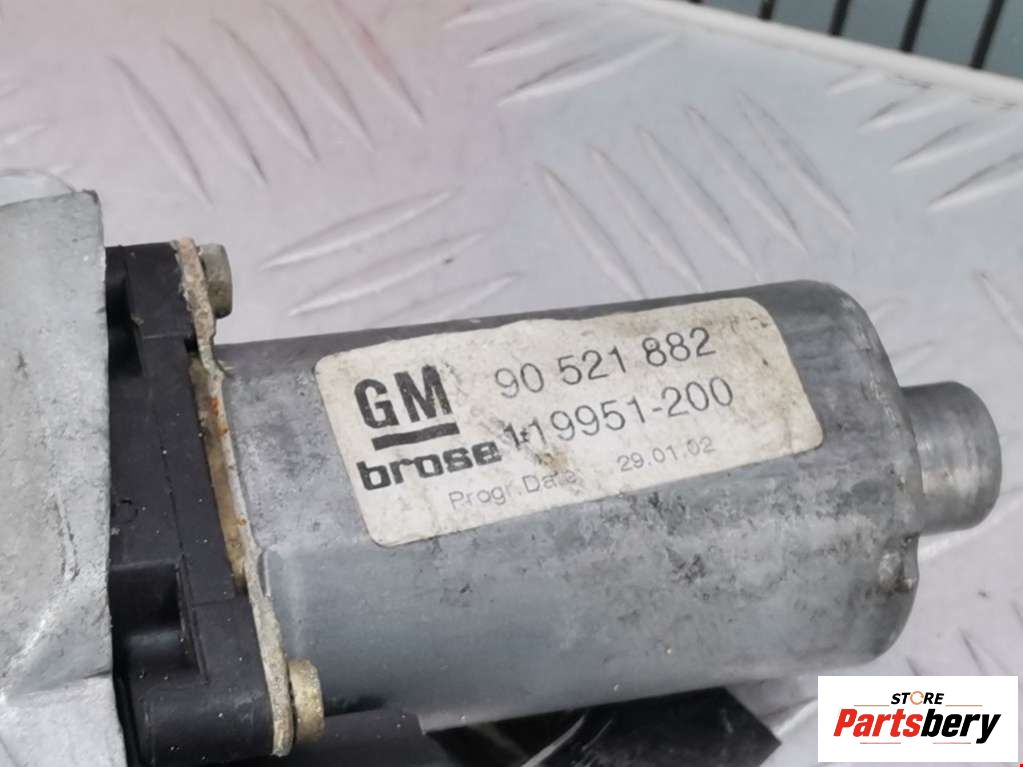 GM 90 521 882
brose 119951-200
Progr. Date 29.01.02
STORE
Partsbery